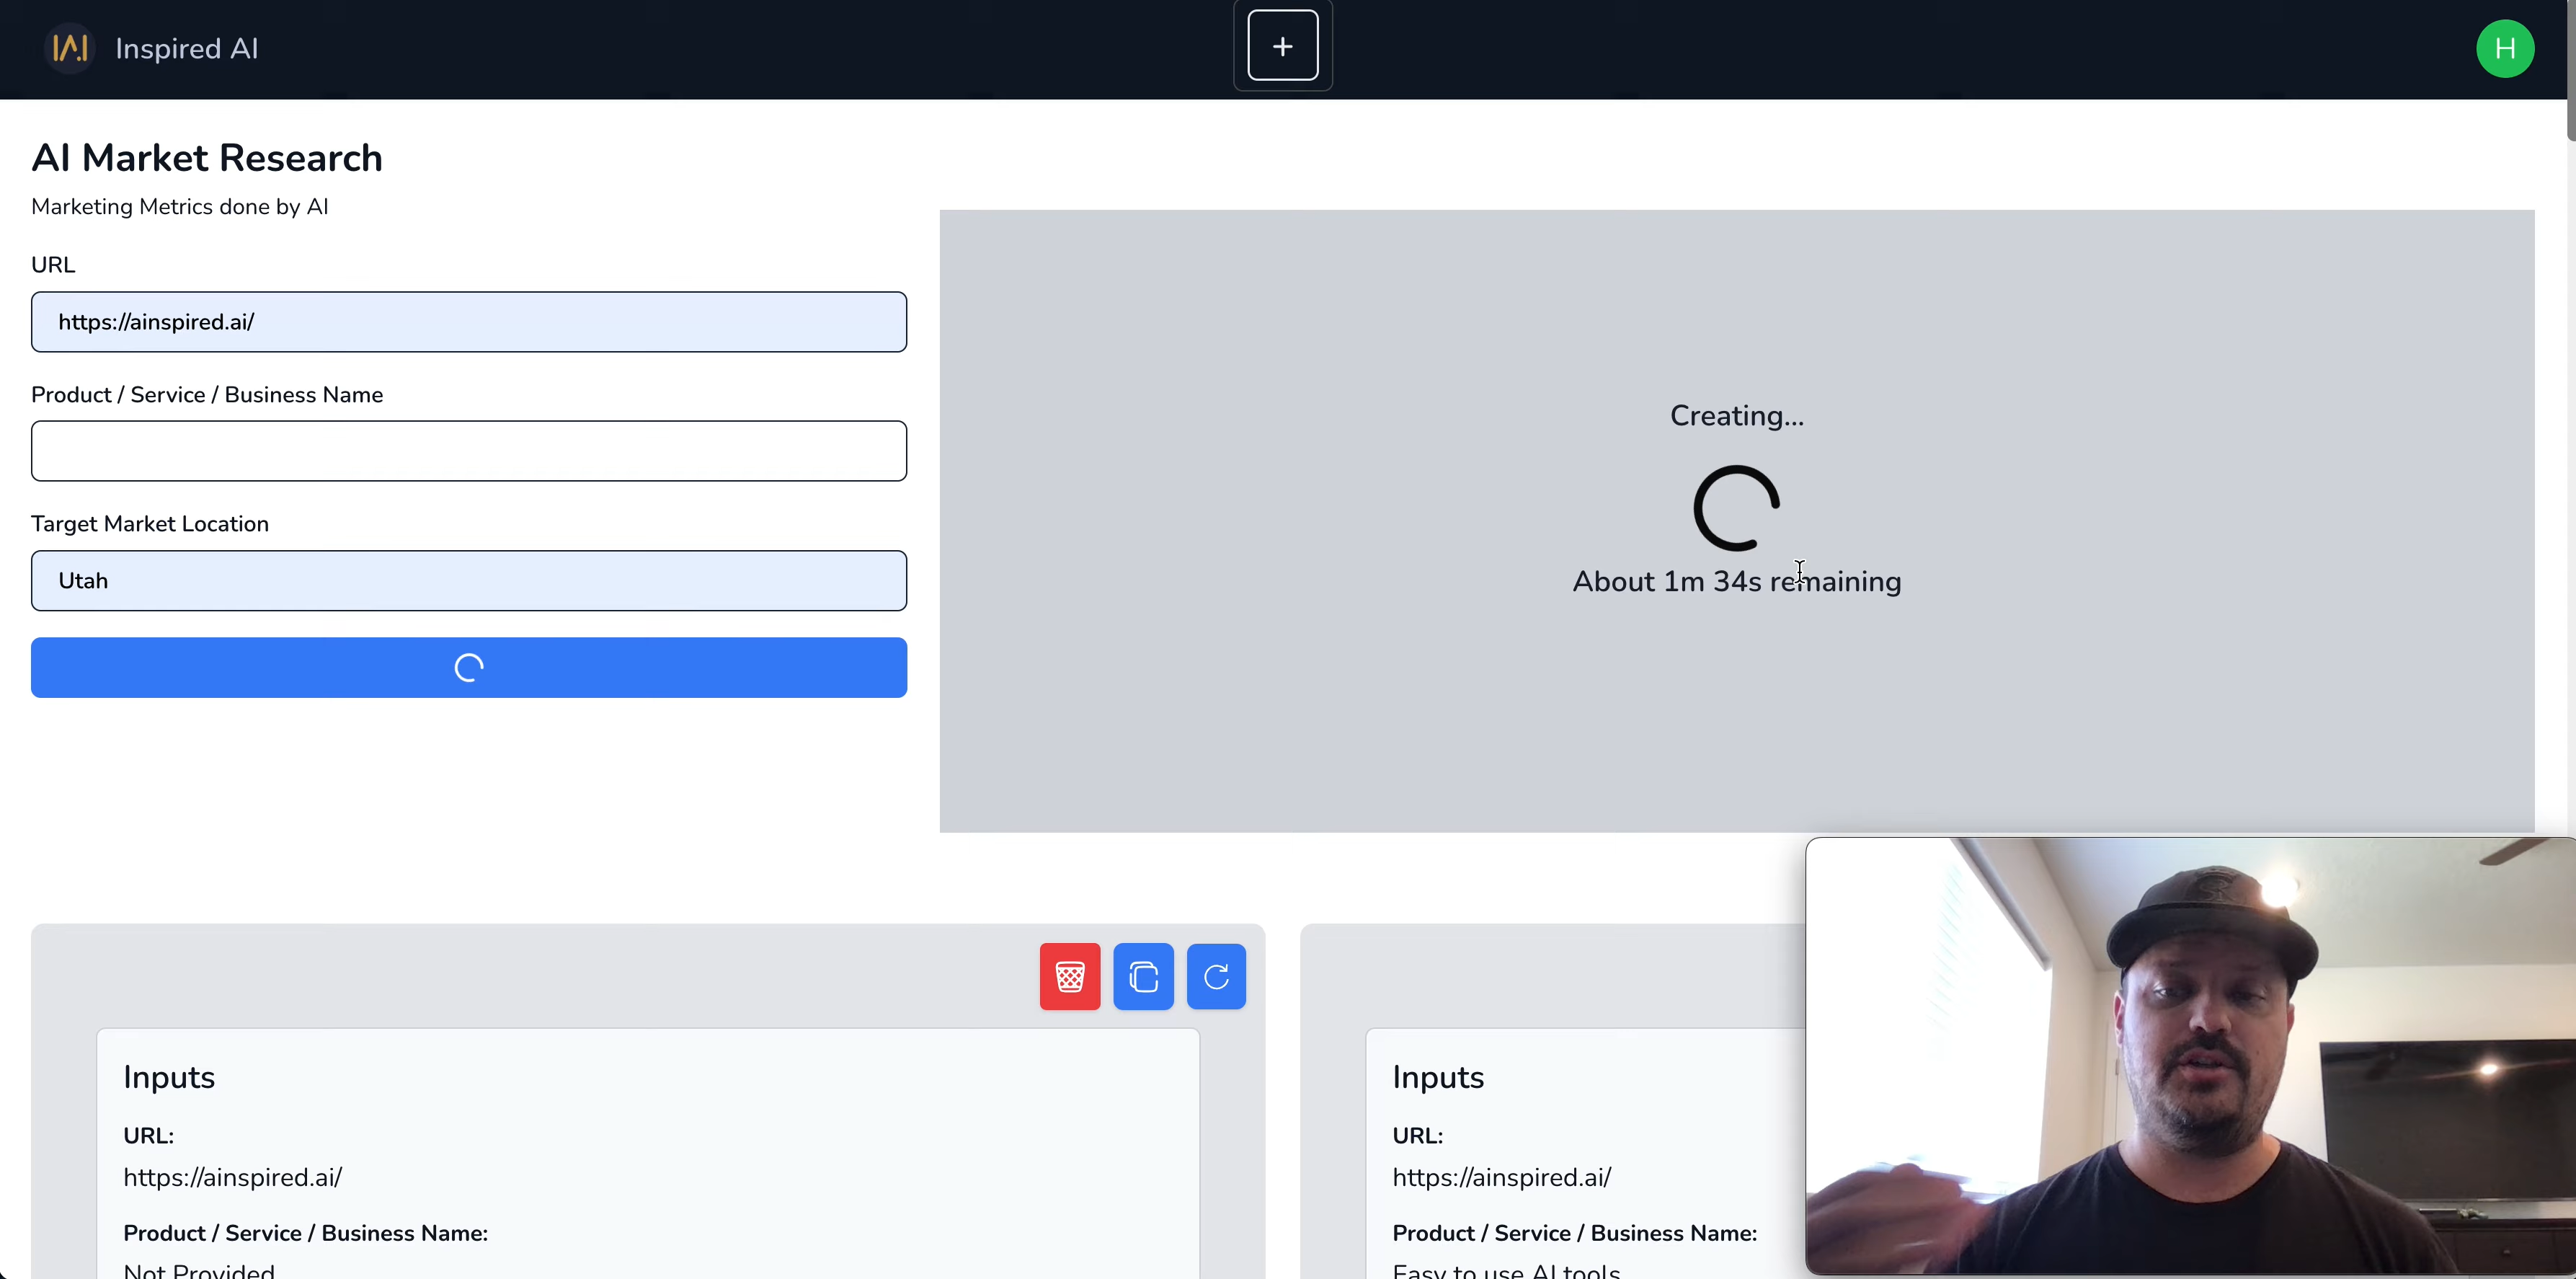 Inspired AI
+
H
AI Market Research
Marketing Metrics done by AI
URL
https://ainspired.ai/
Product / Service / Business Name
Target Market Location
Utah
Creating...
About 1m 34s remaining
Inputs
URL:
https://ainspired.ai/
Product / Service / Business Name:
Not Provided
Inputs
URL:
https://ainspired.ai/
Product / Service / Business Name:
Easy to use AI tools